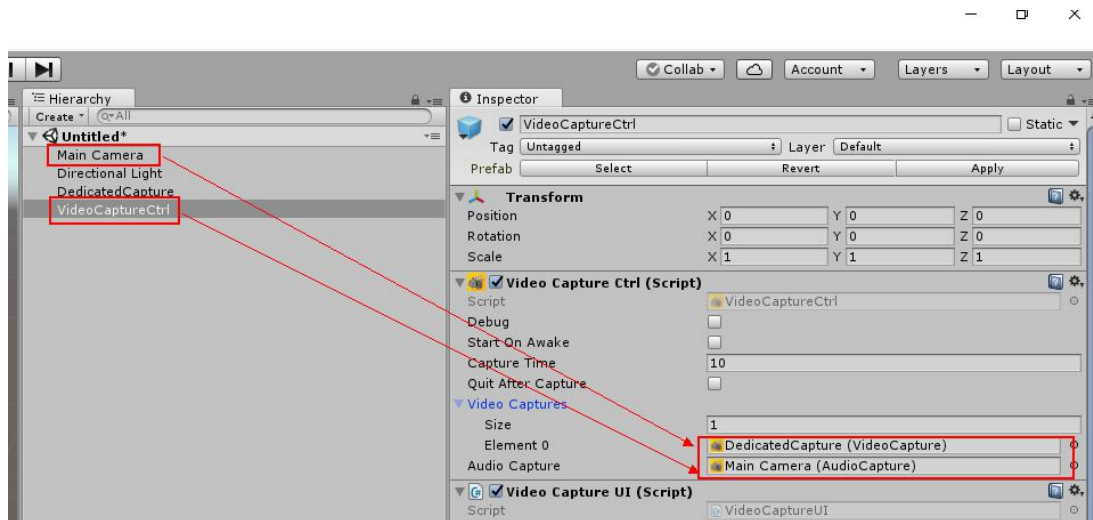 Collab Account Layers Layout
Hierarchy
Create All
Untitled*
Main Camera
Directional Light
DedicatedCapture
VideoCaptureCtrl
Inspector
VideoCaptureCtrl Static
Tag Untagged Layer Default
Prefab Select Revert Apply
Transform
Position X 0 Y 0 Z 0
Rotation X 0 Y 0 Z 0
Scale X 1 Y 1 Z 1
Video Capture Ctrl (Script)
Script VideoCaptureCtrl
Debug
Start On Awake
Capture Time 10
Quit After Capture
Video Captures
Size 1
Element 0 DedicatedCapture (VideoCapture)
Audio Capture Main Camera (AudioCapture)
Video Capture UI (Script)
Script VideoCaptureUI